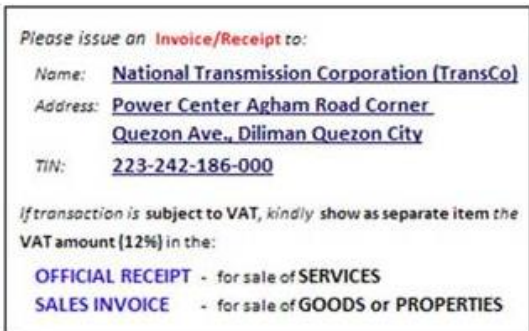 Please issue an Invoice/Receipt to:
Name: National Transmission Corporation (TransCo)
Address: Power Center Agham Road Corner
Quezon Ave., Diliman Quezon City
TIN: 223-242-186-000
If transaction is subject to VAT, kindly show as separate item the
VAT amount (12%) in the:
OFFICIAL RECEIPT - for sale of SERVICES
SALES INVOICE - for sale of GOODS or PROPERTIES